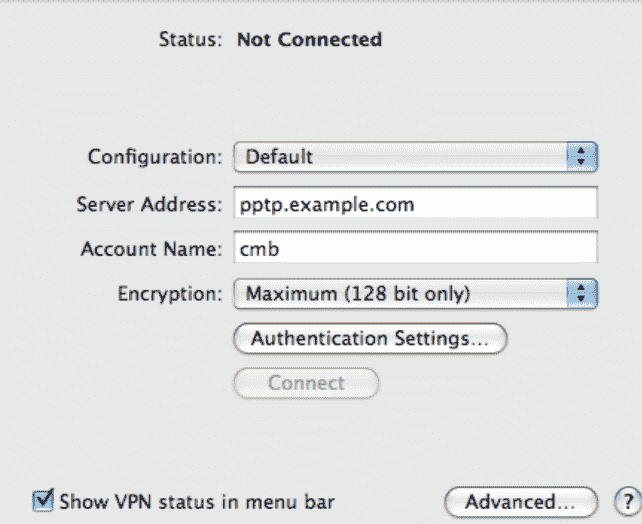 Status: Not Connected
Configuration: Default
Server Address: pptp.example.com
Account Name: cmb
Encryption: Maximum (128 bit only)
Authentication Settings...
Connect
Show VPN status in menu bar Advanced... ?